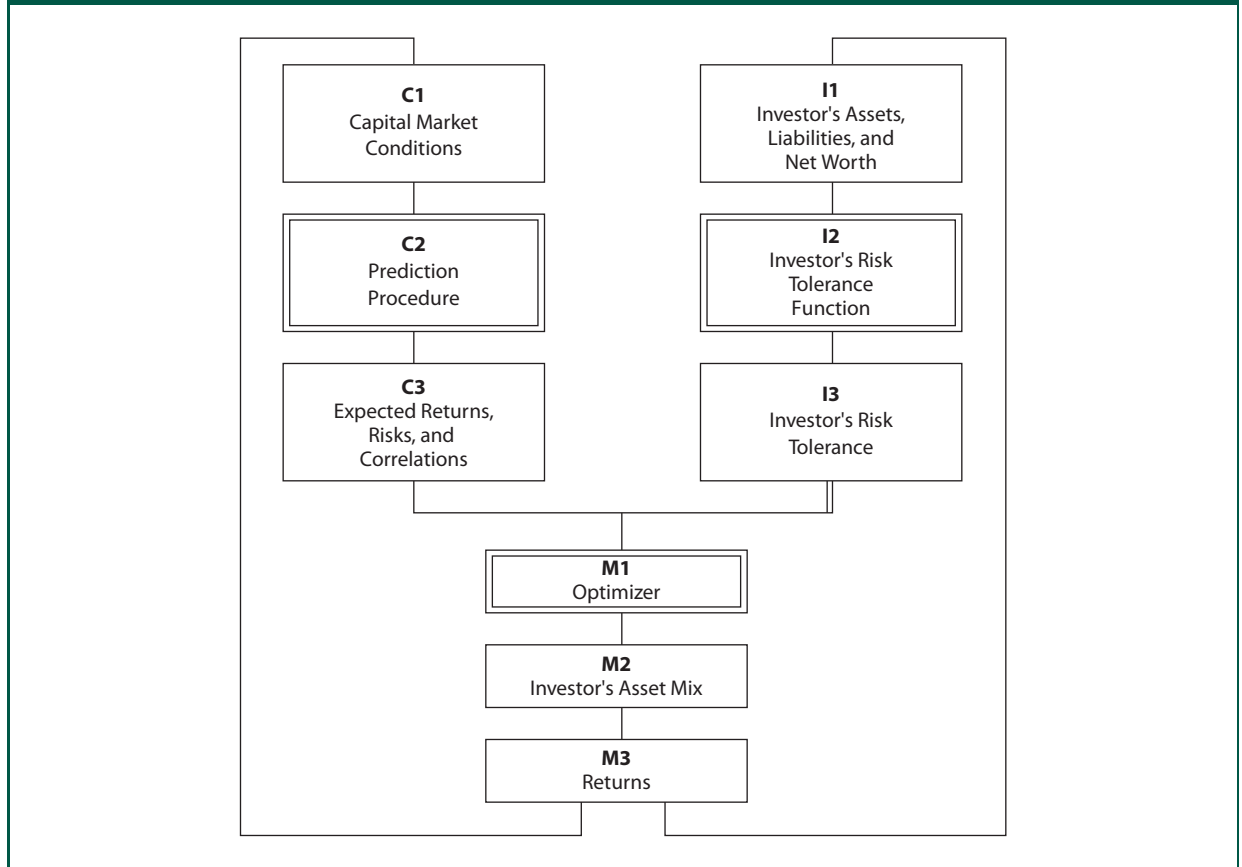 C1
Capital Market
Conditions
C2
Prediction
Procedure
C3
Expected Returns,
Risks, and
Correlations
I1
Investor's Assets,
Liabilities, and
Net Worth
I2
Investor's Risk
Tolerance
Function
I3
Investor's Risk
Tolerance
M1
Optimizer
M2
Investor's Asset Mix
M3
Returns